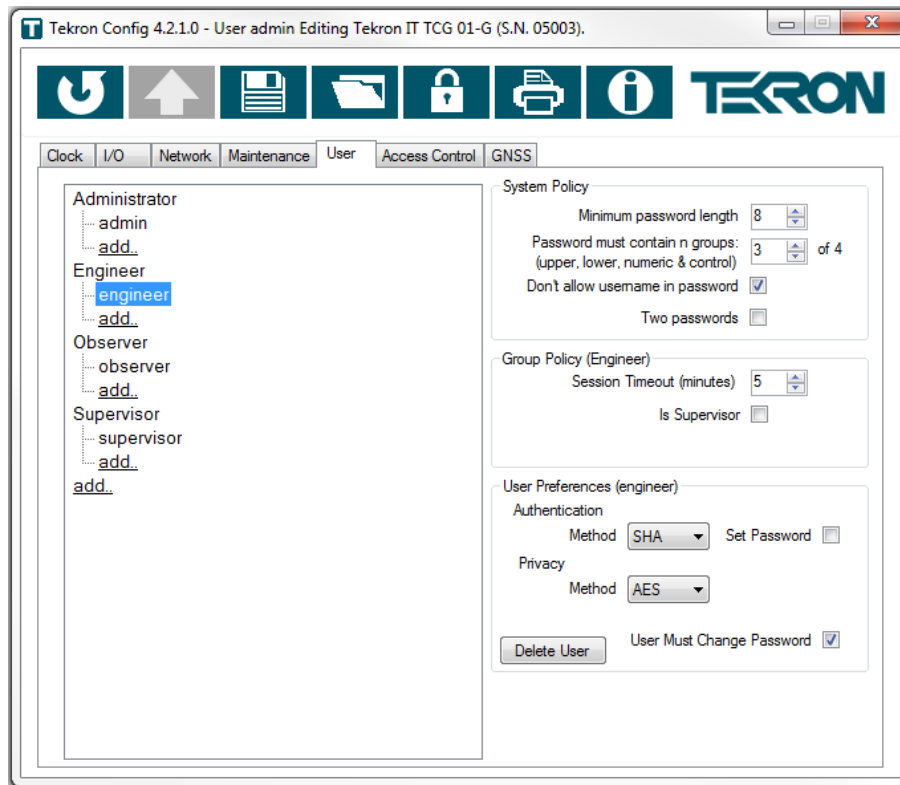 Tekron Config 4.2.1.0 - User admin Editing Tekron IT TCG 01-G (S.N. 05003).
TEKRON
Clock I/O Network Maintenance User Access Control GNSS
Administrator
admin
add..
Engineer
engineer
add..
Observer
observer
add..
Supervisor
supervisor
add..
add..
System Policy
Minimum password length 8
Password must contain n groups:
(upper, lower, numeric & control) 3 of 4
Don't allow username in password
Two passwords
Group Policy (Engineer)
Session Timeout (minutes) 5
Is Supervisor
User Preferences (engineer)
Authentication
Method SHA Set Password
Privacy
Method AES
Delete User User Must Change Password